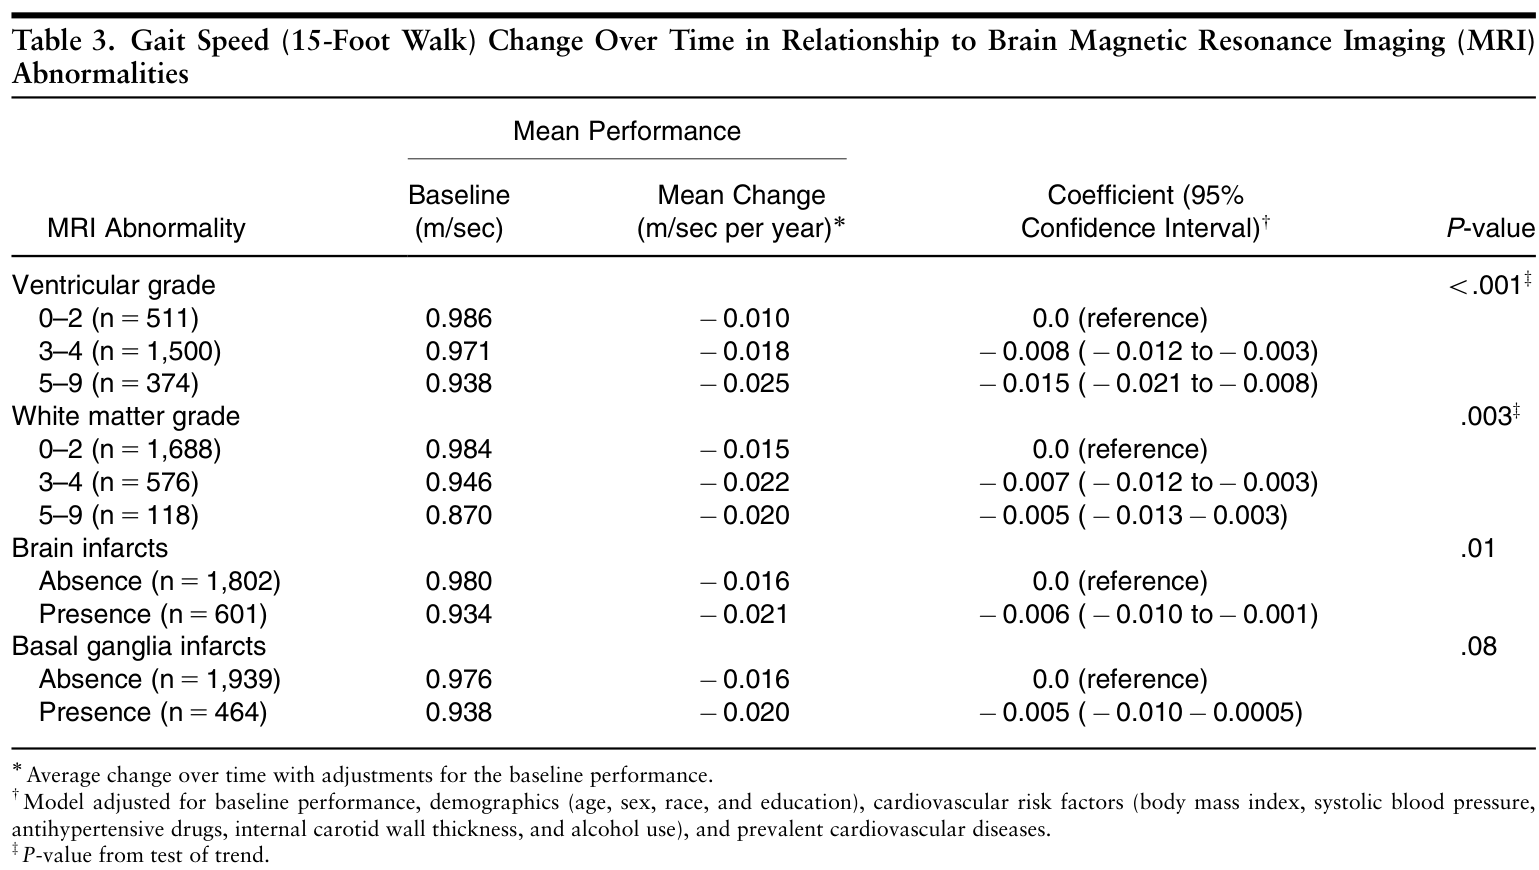 Table 3. Gait Speed (15-Foot Walk) Change Over Time in Relationship to Brain Magnetic Resonance Imaging (MRI)
Abnormalities
Mean Performance
Baseline Mean Change Coefficient (95%
MRI Abnormality (m/sec) (m/sec per year)* Confidence Interval)† P-value
Ventricular grade <.001‡
0–2 (n = 511) 0.986 −0.010 0.0 (reference)
3–4 (n = 1,500) 0.971 −0.018 −0.008 (−0.012 to −0.003)
5–9 (n = 374) 0.938 −0.025 −0.015 (−0.021 to −0.008)
White matter grade .003‡
0–2 (n = 1,688) 0.984 −0.015 0.0 (reference)
3–4 (n = 576) 0.946 −0.022 −0.007 (−0.012 to −0.003)
5–9 (n = 118) 0.870 −0.020 −0.005 (−0.013 − 0.003)
Brain infarcts .01
Absence (n = 1,802) 0.980 −0.016 0.0 (reference)
Presence (n = 601) 0.934 −0.021 −0.006 (−0.010 to −0.001)
Basal ganglia infarcts .08
Absence (n = 1,939) 0.976 −0.016 0.0 (reference)
Presence (n = 464) 0.938 −0.020 −0.005 (−0.010 − 0.0005)
* Average change over time with adjustments for the baseline performance.
† Model adjusted for baseline performance, demographics (age, sex, race, and education), cardiovascular risk factors (body mass index, systolic blood pressure,
antihypertensive drugs, internal carotid wall thickness, and alcohol use), and prevalent cardiovascular diseases.
‡ P-value from test of trend.